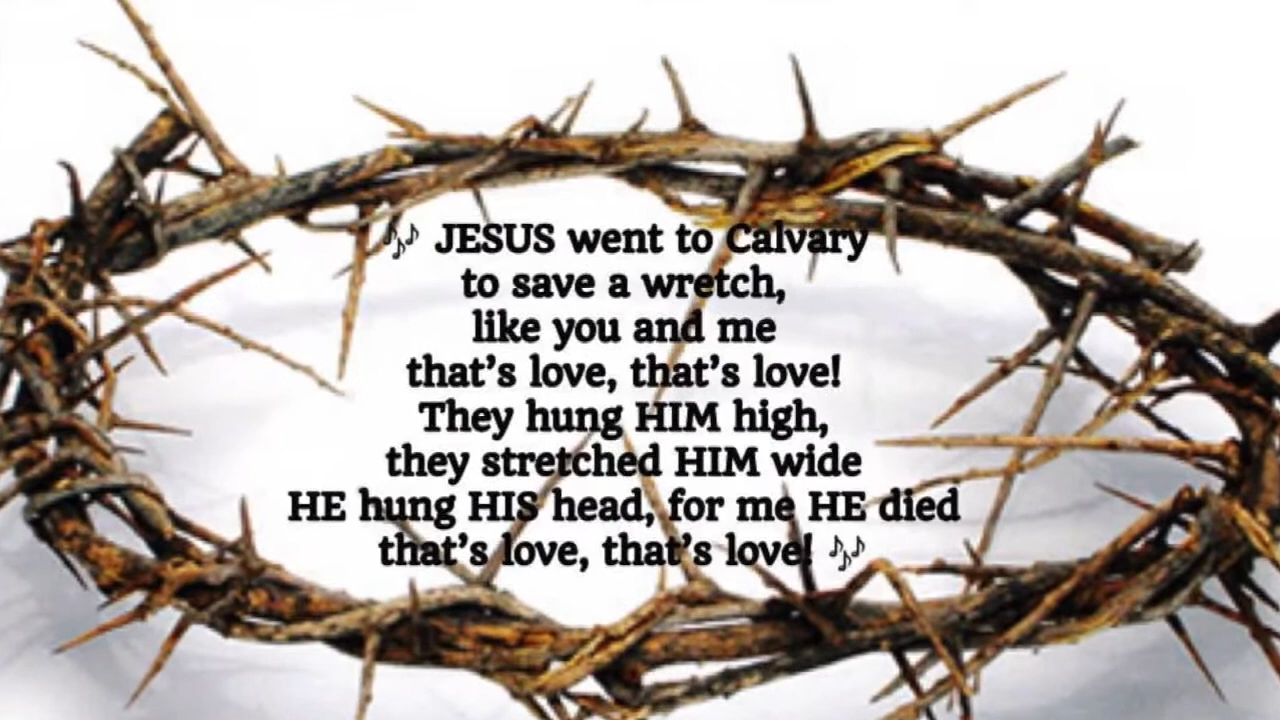 🎶 JESUS went to Calvary
to save a wretch,
like you and me
that’s love, that’s love!
They hung HIM high,
they stretched HIM wide
HE hung HIS head, for me HE died
that’s love, that’s love! 🎶